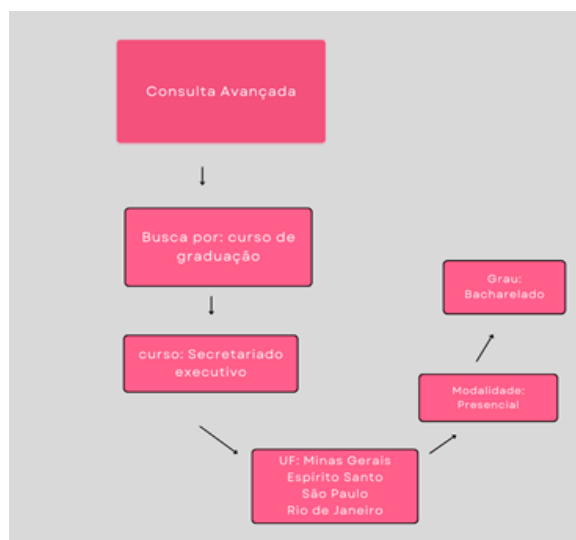 Consulta Avançada
Busca por: curso de
graduação
curso: Secretariado
executivo
UF: Minas Gerais
Espírito Santo
São Paulo
Rio de Janeiro
Modalidade:
Presencial
Grau:
Bacharelado